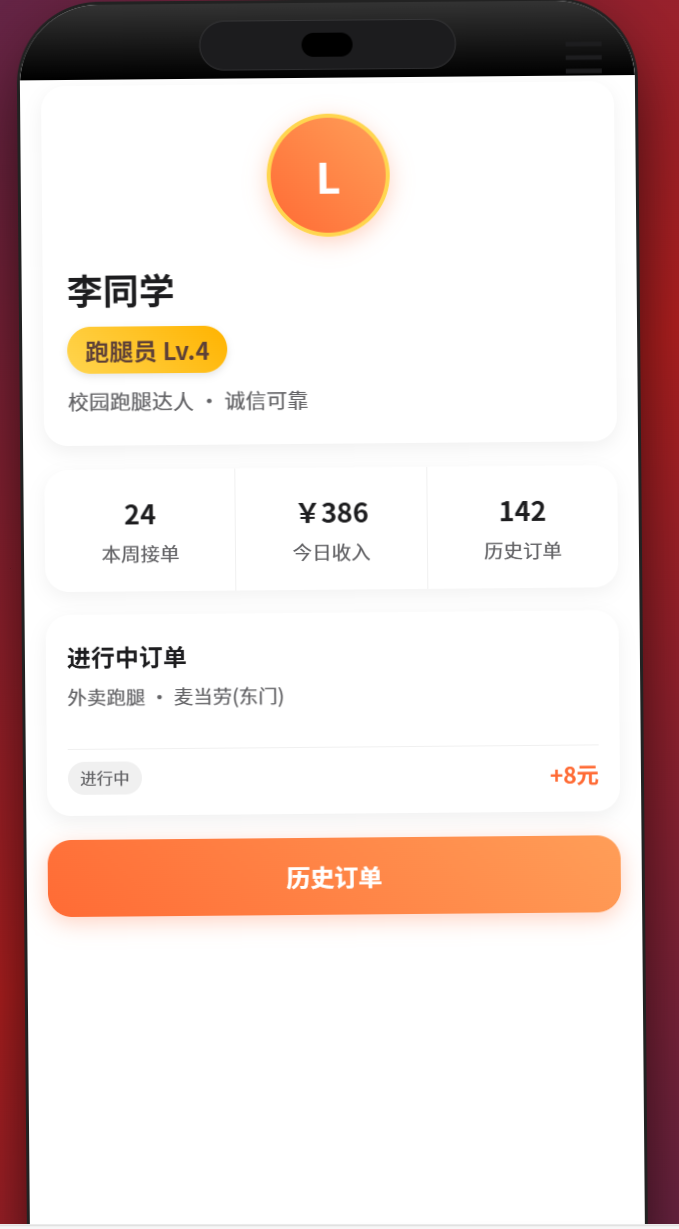 L
李同学
跑腿员 Lv.4
校园跑腿达人 • 诚信可靠
24
本周接单
￥386
今日收入
142
历史订单
进行中订单
外卖跑腿 • 麦当劳(东门)
进行中
+8元
历史订单